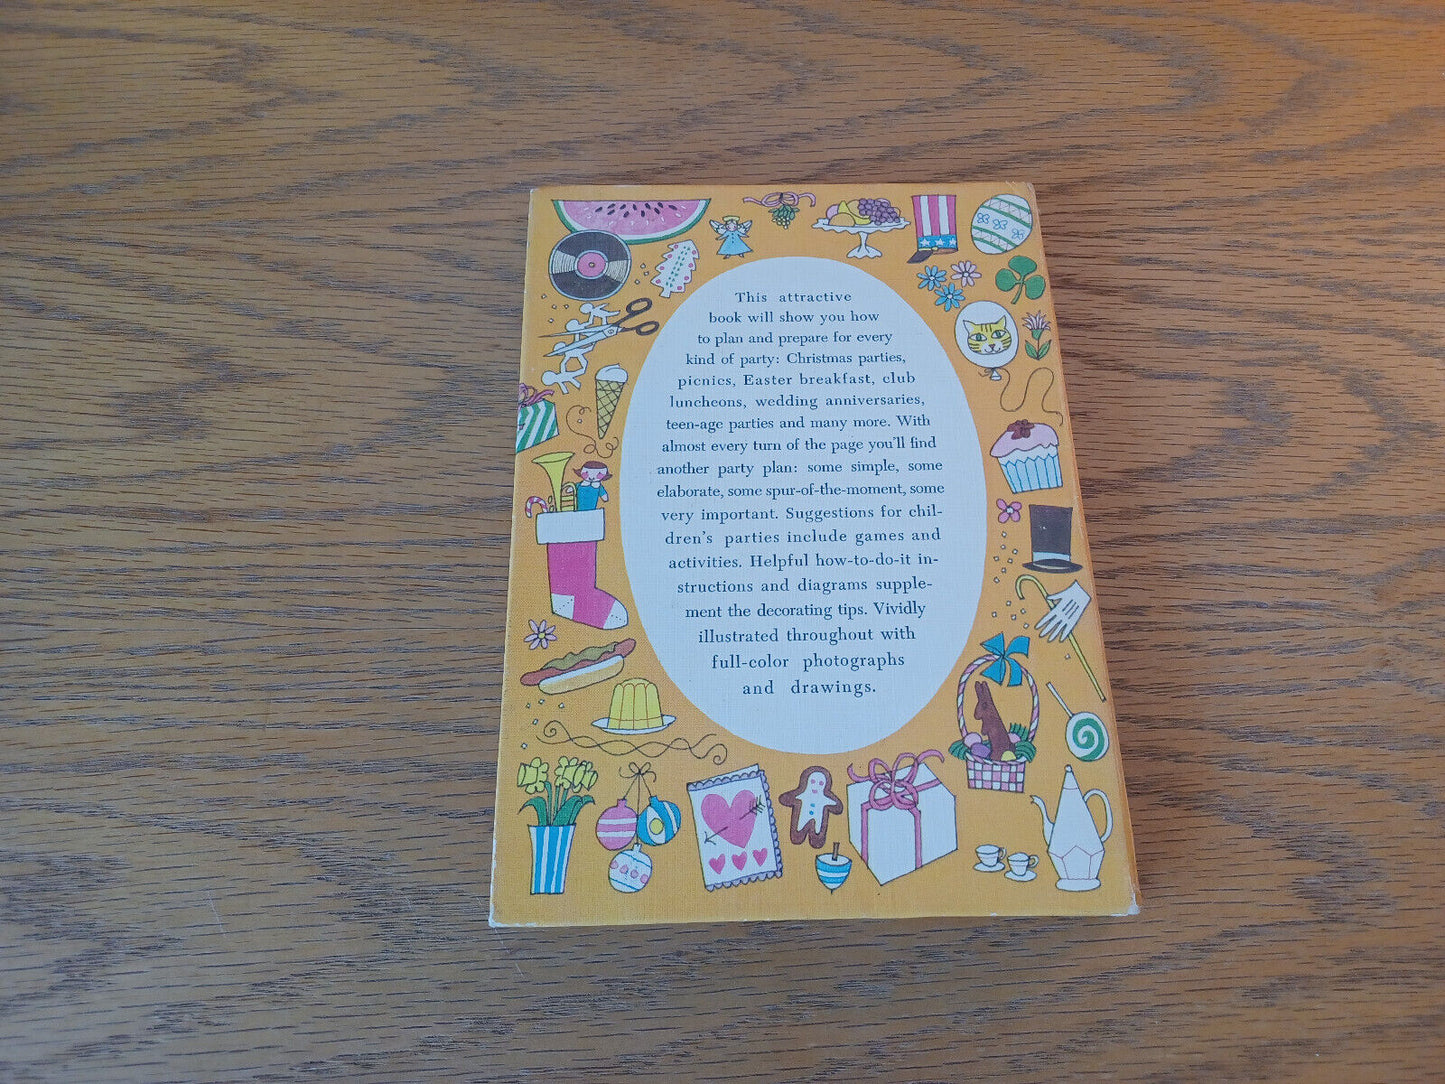 This attractive
book will show you how
to plan and prepare for every
kind of party: Christmas parties,
picnics, Easter breakfast, club
luncheons, wedding anniversaries,
teen-age parties and many more. With
almost every turn of the page you'll find
another party plan: some simple, some
elaborate, some spur-of-the-moment, some
very important. Suggestions for chil-
dren's parties include games and
activities. Helpful how-to-do-it in-
structions and diagrams supple-
ment the decorating tips. Vividly
illustrated throughout with
full-color photographs
and drawings.